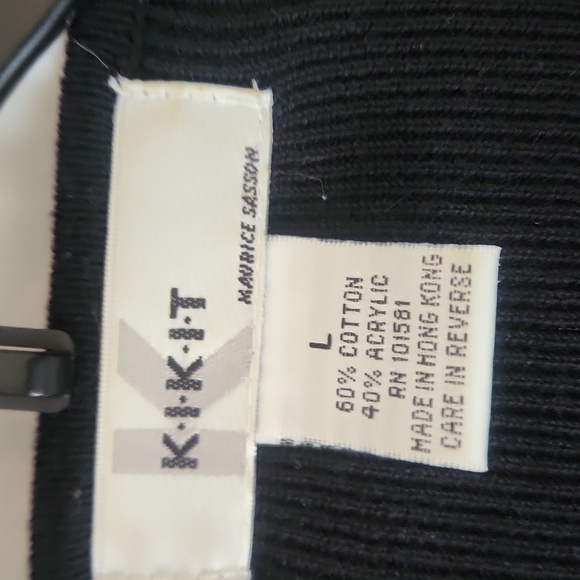 K·I·K·I·T
MAURICE SASSON
L
60% COTTON
40% ACRYLIC
RN 101581
MADE IN HONG KONG
CARE IN REVERSE